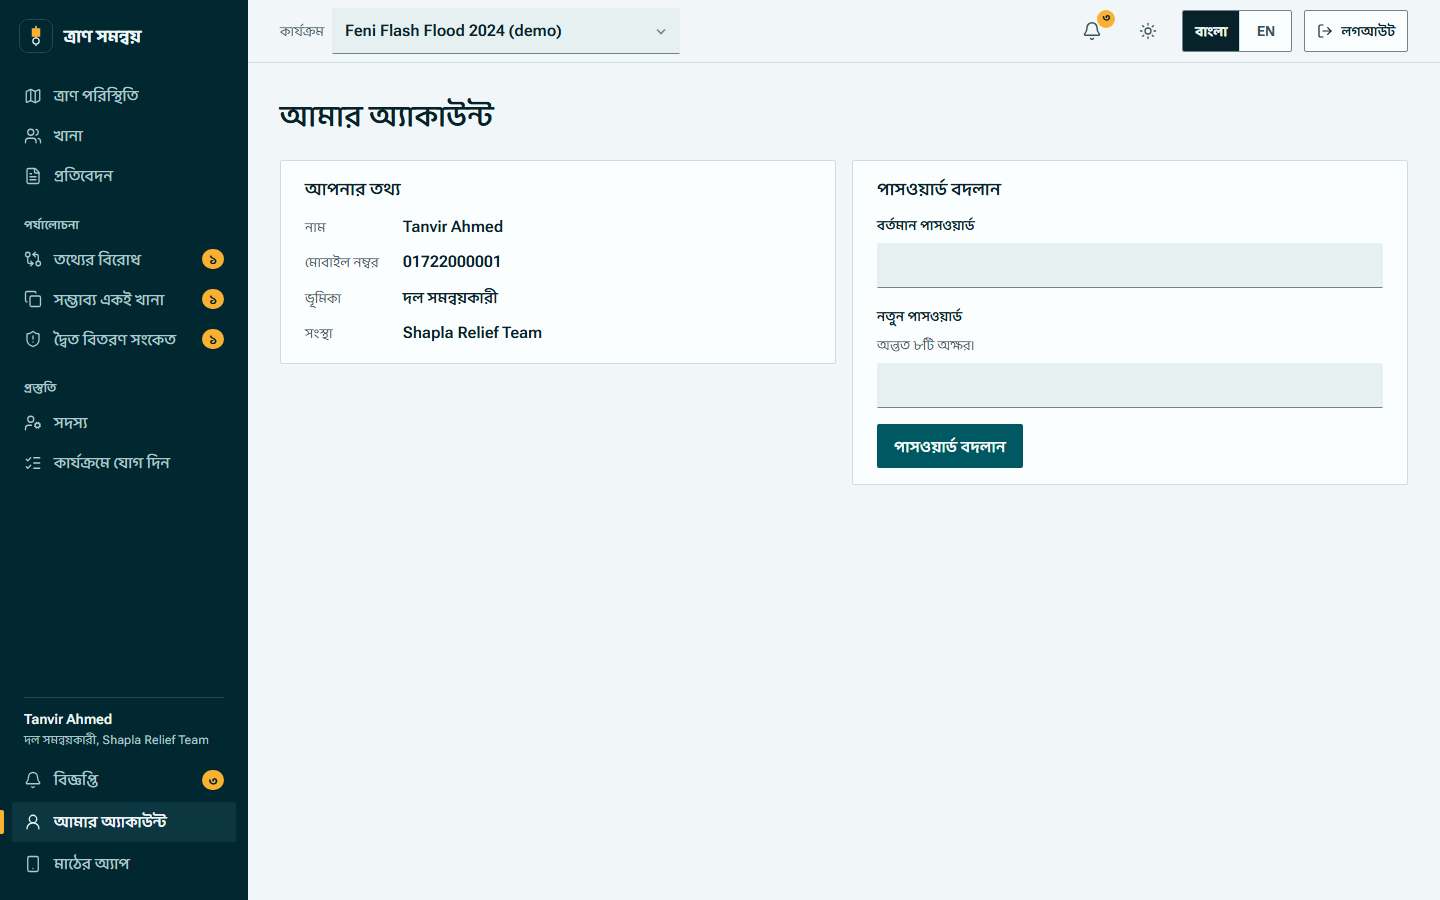 ত্রাণ সমন্বয়
ত্রাণ পরিস্থিতি
খানা
প্রতিবেদন
পর্যালোচনা
তথ্যের বিরোধ ১
সম্ভাব্য একই খানা ১
দ্বৈত বিতরণ সংকেত ১
প্রস্তুতি
সদস্য
কার্যক্রমে যোগ দিন
Tanvir Ahmed
দল সমন্বয়কারী, Shapla Relief Team
বিজ্ঞপ্তি ৩
আমার অ্যাকাউন্ট
মাঠের অ্যাপ
কার্যক্রম Feni Flash Flood 2024 (demo) ৩ বাংলা EN লগআউট
আমার অ্যাকাউন্ট
আপনার তথ্য
নাম Tanvir Ahmed
মোবাইল নম্বর 01722000001
ভূমিকা দল সমন্বয়কারী
সংস্থা Shapla Relief Team
পাসওয়ার্ড বদলান
বর্তমান পাসওয়ার্ড
নতুন পাসওয়ার্ড
অন্তত ৮টি অক্ষর।
পাসওয়ার্ড বদলান